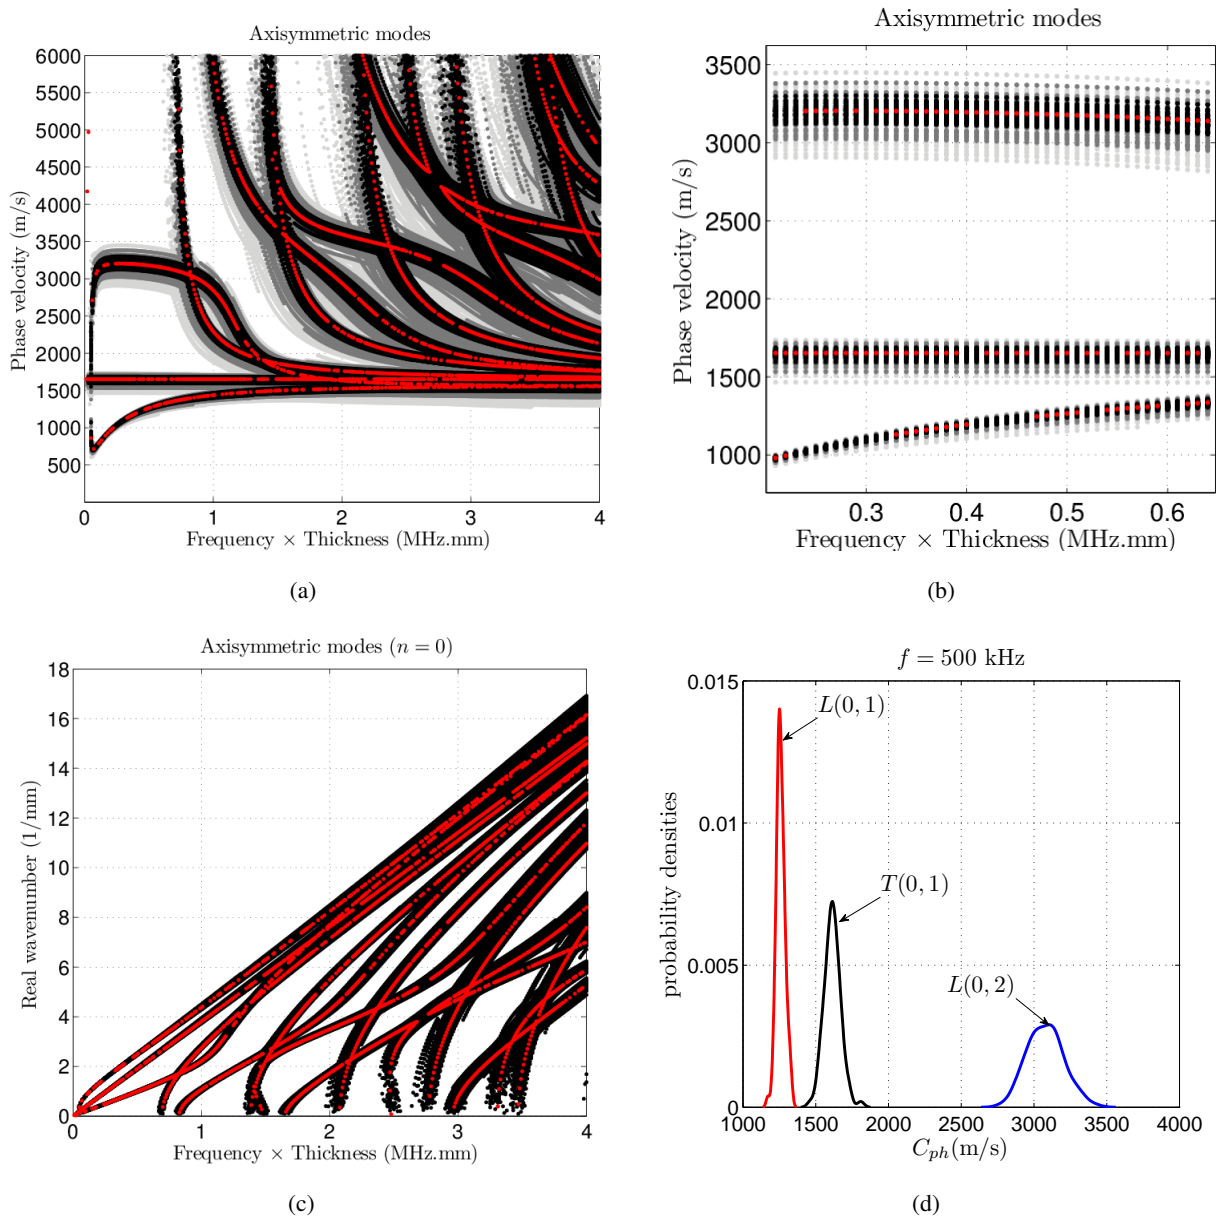 Axisymmetric modes
6000
5500
5000
4500
4000
3500
3000
2500
2000
1500
1000
500
Phase velocity (m/s)
0 1 2 3 4
Frequency × Thickness (MHz.mm)
(a)
Axisymmetric modes
3500
3000
2500
2000
1500
1000
Phase velocity (m/s)
0.3 0.4 0.5 0.6
Frequency × Thickness (MHz.mm)
(b)
Axisymmetric modes (n = 0)
18
16
14
12
10
8
6
4
2
0
Real wavenumber (1/mm)
0 1 2 3 4
Frequency × Thickness (MHz.mm)
(c)
f = 500 kHz
0.015
0.01
0.005
0
probability densities
L(0, 1)
T(0, 1)
L(0, 2)
1000 1500 2000 2500 3000 3500 4000
C_{ph}(m/s)
(d)